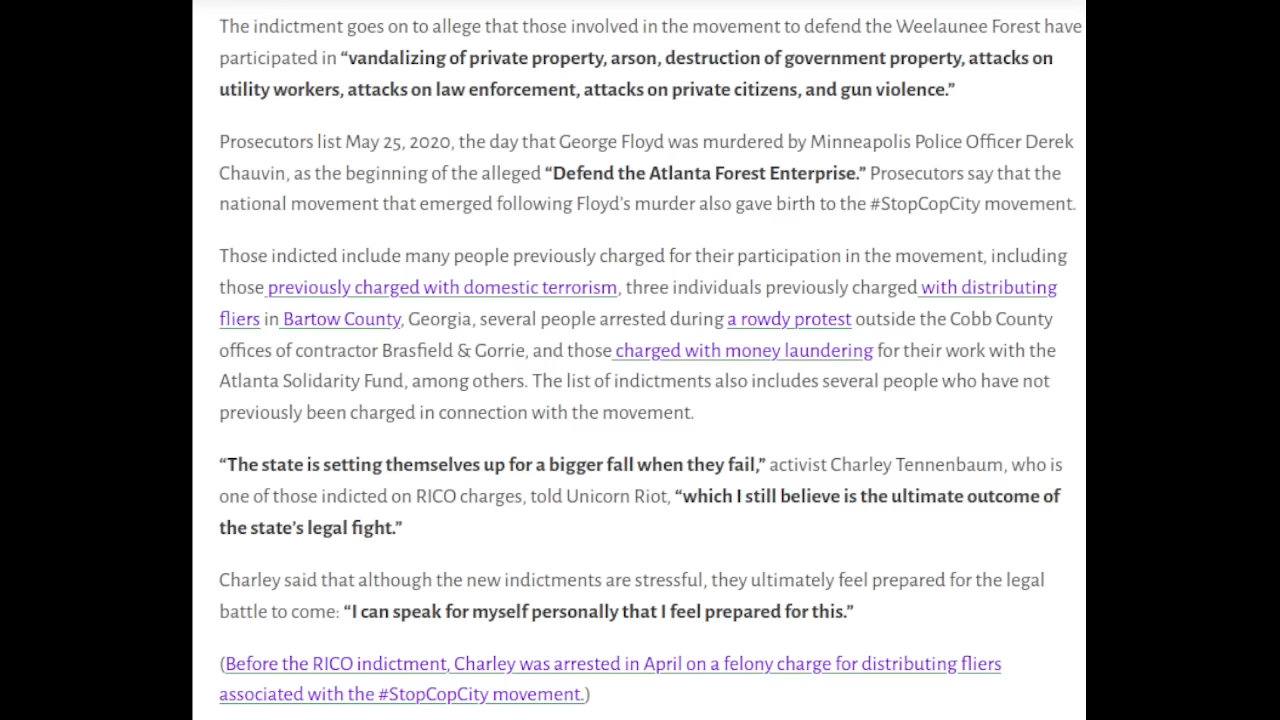 The indictment goes on to allege that those involved in the movement to defend the Weelaunee Forest have
participated in “vandalizing of private property, arson, destruction of government property, attacks on
utility workers, attacks on law enforcement, attacks on private citizens, and gun violence.”
Prosecutors list May 25, 2020, the day that George Floyd was murdered by Minneapolis Police Officer Derek
Chauvin, as the beginning of the alleged “Defend the Atlanta Forest Enterprise.” Prosecutors say that the
national movement that emerged following Floyd’s murder also gave birth to the #StopCopCity movement.
Those indicted include many people previously charged for their participation in the movement, including
those previously charged with domestic terrorism, three individuals previously charged with distributing
fliers in Bartow County, Georgia, several people arrested during a rowdy protest outside the Cobb County
offices of contractor Brasfield & Gorrie, and those charged with money laundering for their work with the
Atlanta Solidarity Fund, among others. The list of indictments also includes several people who have not
previously been charged in connection with the movement.
“The state is setting themselves up for a bigger fall when they fail,” activist Charley Tennenbaum, who is
one of those indicted on RICO charges, told Unicorn Riot, “which I still believe is the ultimate outcome of
the state’s legal fight.”
Charley said that although the new indictments are stressful, they ultimately feel prepared for the legal
battle to come: “I can speak for myself personally that I feel prepared for this.”
(Before the RICO indictment, Charley was arrested in April on a felony charge for distributing fliers
associated with the #StopCopCity movement.)